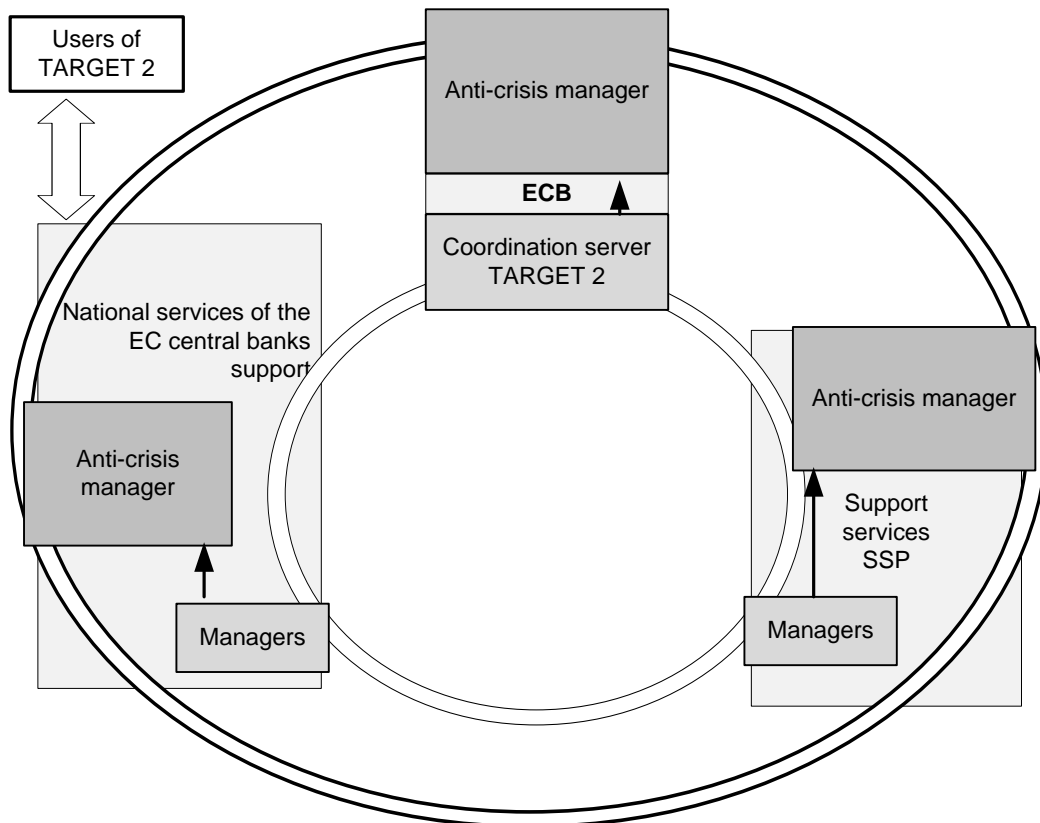 Users of
TARGET 2
Anti-crisis manager
ECB
Coordination server
TARGET 2
National services of the
EC central banks
support
Anti-crisis manager
Anti-crisis
manager
Support
services
SSP
Managers
Managers